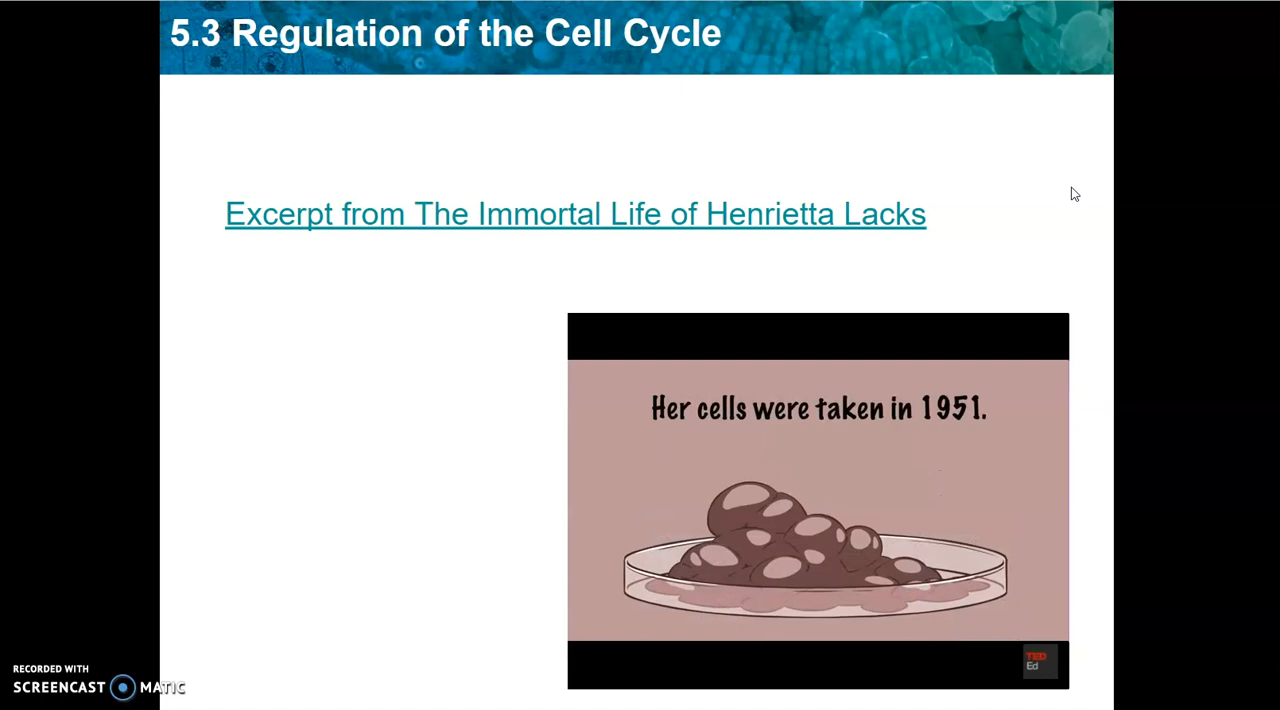 5.3 Regulation of the Cell Cycle
Excerpt from The Immortal Life of Henrietta Lacks
Her cells were taken in 1951.
TED
Ed
RECORDED WITH
SCREENCAST MATIC